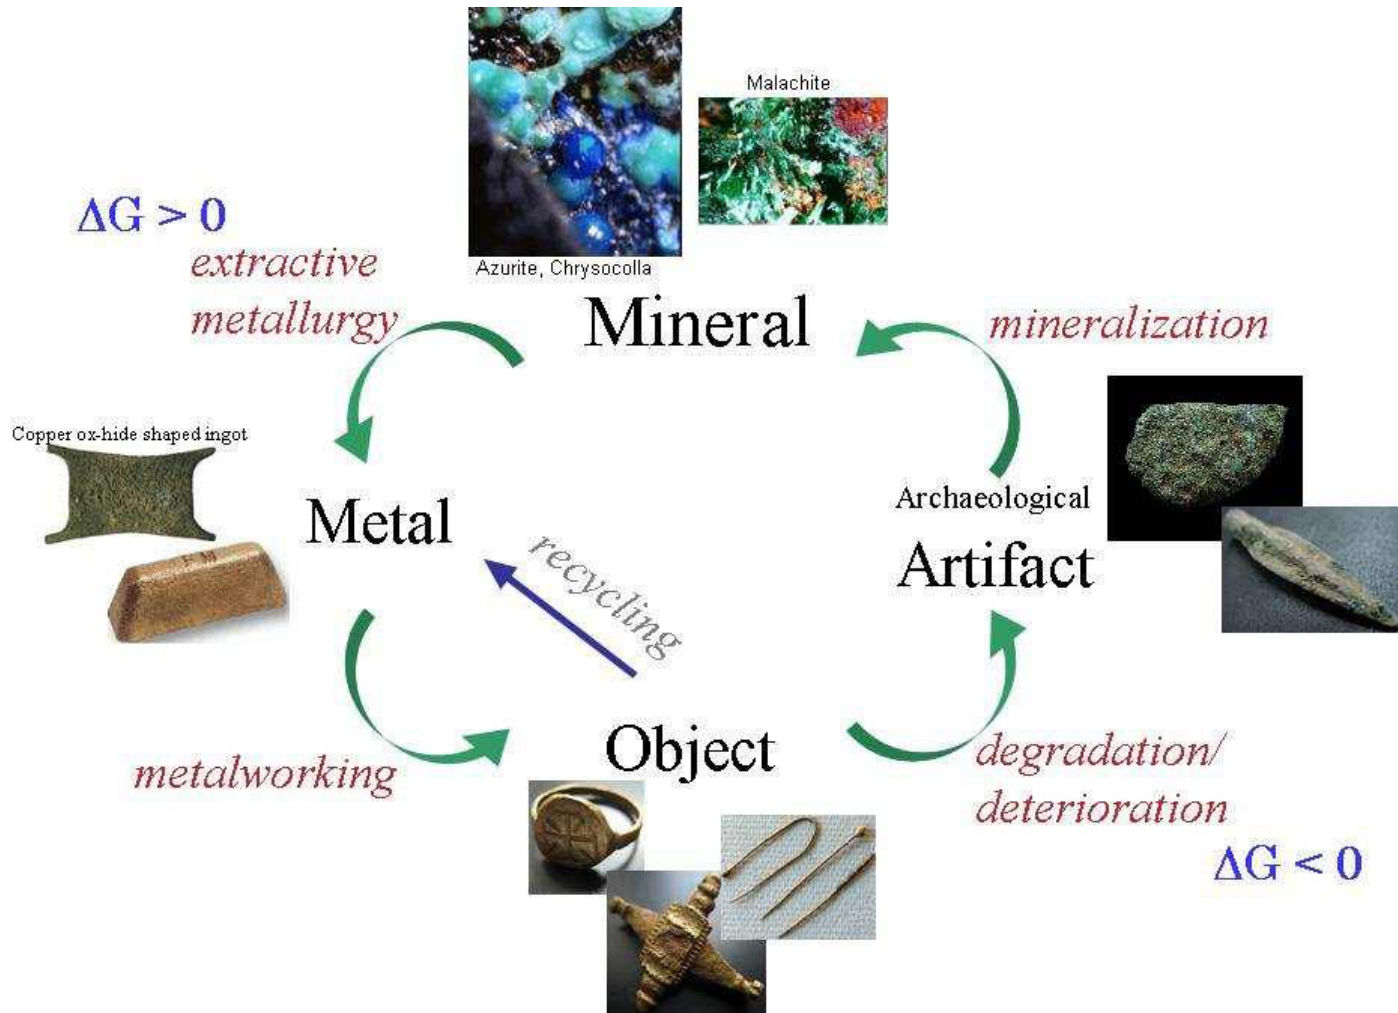 Malachite
Azurite, Chrysocolla
ΔG > 0
extractive
metallurgy
Mineral
mineralization
Copper ox-hide shaped ingot
Metal
Archaeological
Artifact
recycling
Object
metalworking
degradation/
deterioration
ΔG < 0